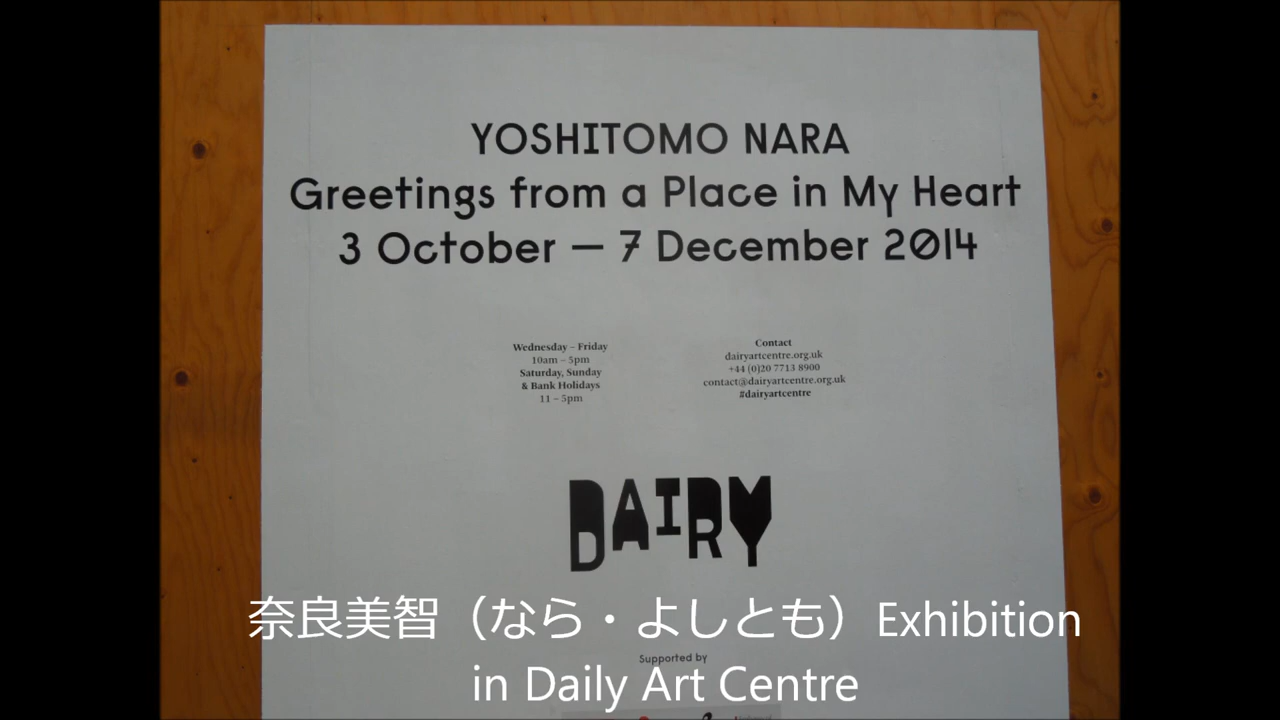 YOSHITOMO NARA
Greetings from a Place in My Heart
3 October — 7 December 2014
Wednesday – Friday
10am – 5pm
Saturday, Sunday
& Bank Holidays
11 – 5pm
Contact
dairyartcentre.org.uk
+44 (0)20 7713 8900
contact@dairyartcentre.org.uk
#dairyartcentre
DAIRY
奈良美智（なら・よしとも）Exhibition
Supported by
in Daily Art Centre